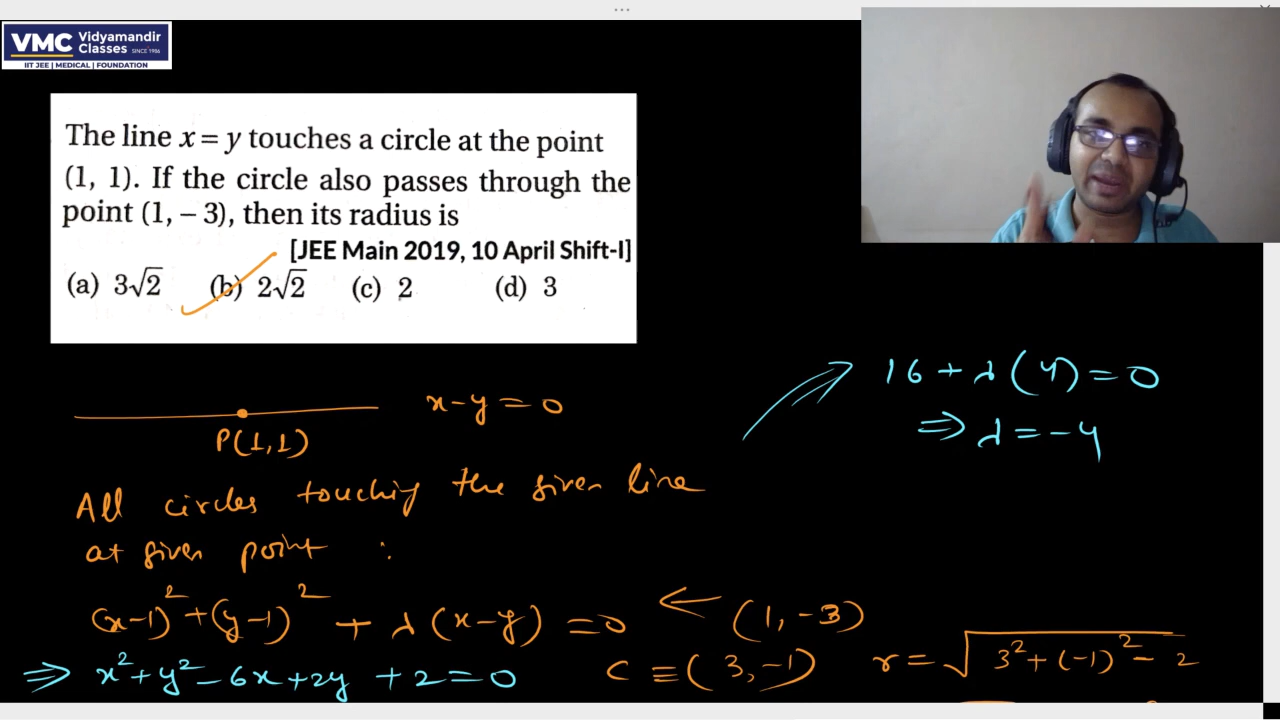 VMC Vidyamandir Classes SINCE 1986
IIT JEE | MEDICAL | FOUNDATION
The line x = y touches a circle at the point
(1, 1). If the circle also passes through the
point (1, – 3), then its radius is
[JEE Main 2019, 10 April Shift-I]
(a) 3√2 (b) 2√2 (c) 2 (d) 3
16 + λ(4) = 0
⇒ λ = -4
x-y = 0
P(1,1)
All circles touching the given line
at given point :
(x-1)² + (y-1)² + λ(x-y) = 0 ← (1, -3)
⇒ x² + y² - 6x + 2y + 2 = 0 C ≡ (3, -1) r = √3² + (-1)² - 2